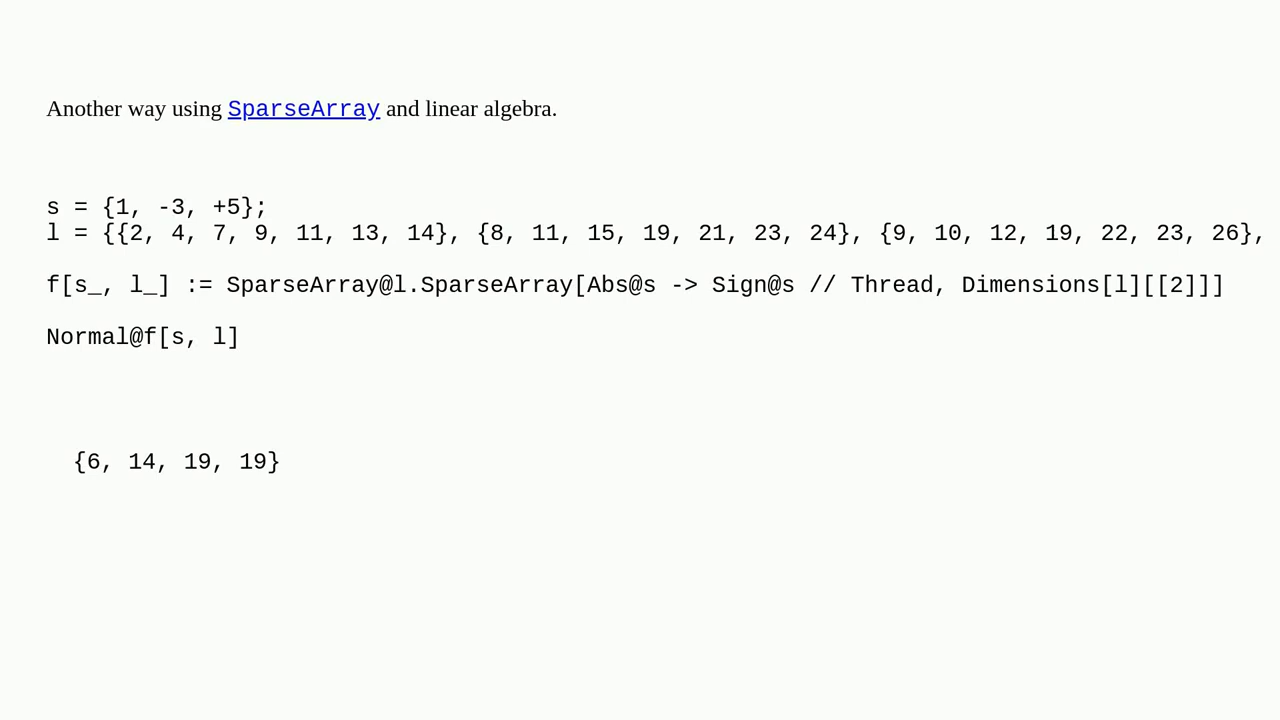 Another way using SparseArray and linear algebra.
s = {1, -3, +5};
l = {{2, 4, 7, 9, 11, 13, 14}, {8, 11, 15, 19, 21, 23, 24}, {9, 10, 12, 19, 22, 23, 26},
f[s_, l_] := SparseArray@l.SparseArray[Abs@s -> Sign@s // Thread, Dimensions[l][[2]]]
Normal@f[s, l]
{6, 14, 19, 19}